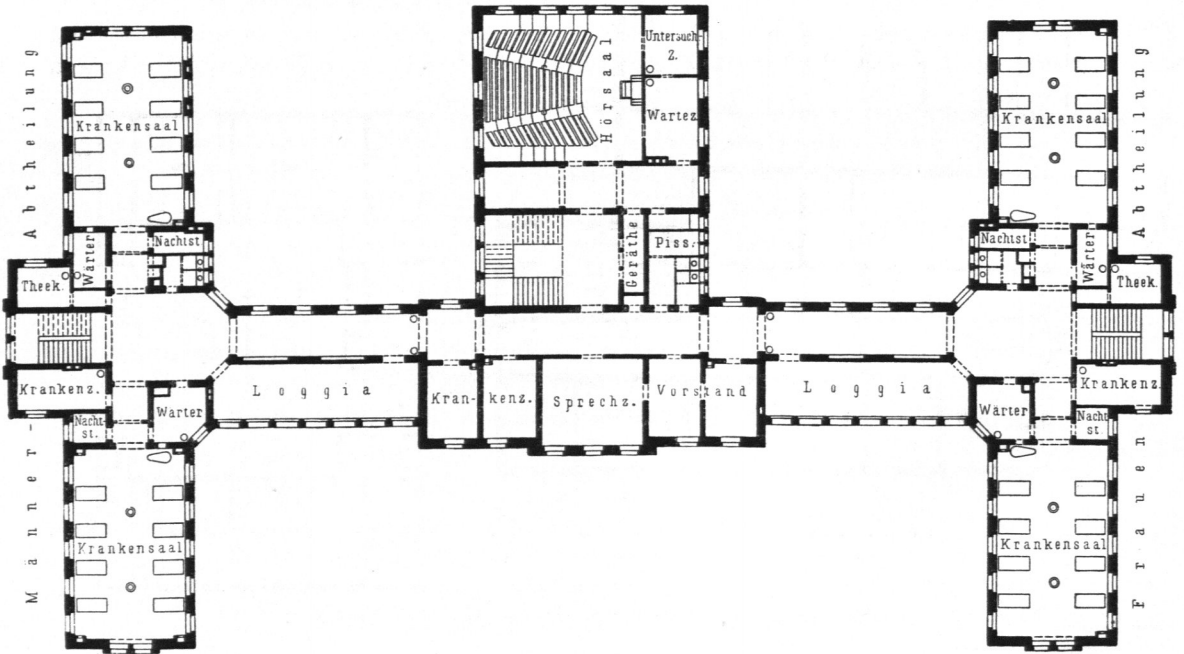 Männer-Abtheilung
Krankensaal
Nachtst
Wärter
Theek.
Krankenz.
Nacht-
st.
Wärter
Krankensaal
Loggia
Hörsaal
Untersuch-
Z.
Wartez
Geräthe
Piss.
Kran-
kenz.
Sprechz.
Vorstand
Loggia
Krankensaal
Nachtst
Wärter
Theek.
Krankenz.
Wärter
Nacht
st.
Krankensaal
Frauen
Abtheilung